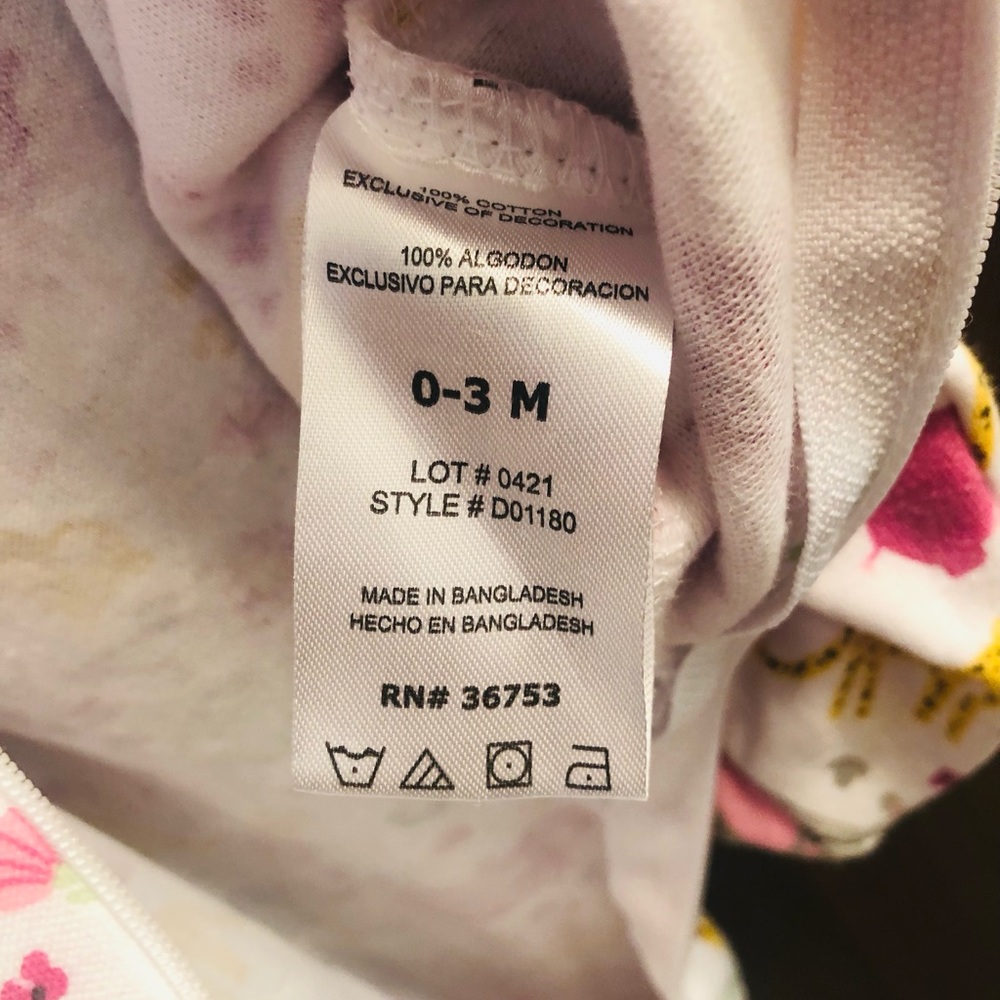 100% COTTON
EXCLUSIVE OF DECORATION
100% ALGODON
EXCLUSIVO PARA DECORACION
0-3 M
LOT # 0421
STYLE # D01180
MADE IN BANGLADESH
HECHO EN BANGLADESH
RN# 36753